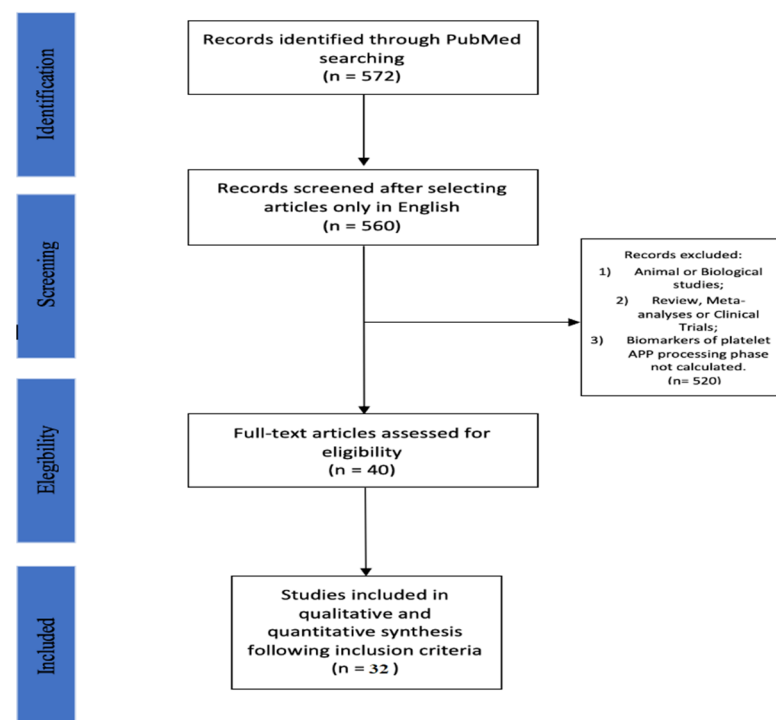 Identification
Records identified through PubMed
searching
(n = 572)
Records screened after selecting
articles only in English
(n = 560)
Screening
Records excluded:
1) Animal or Biological
studies;
2) Review, Meta-
analyses or Clinical
Trials;
3) Biomarkers of platelet
APP processing phase
not calculated.
(n= 520)
Elegibility
Full-text articles assessed for
eligibility
(n = 40)
Included
Studies included in
qualitative and
quantitative synthesis
following inclusion criteria
(n = 32 )